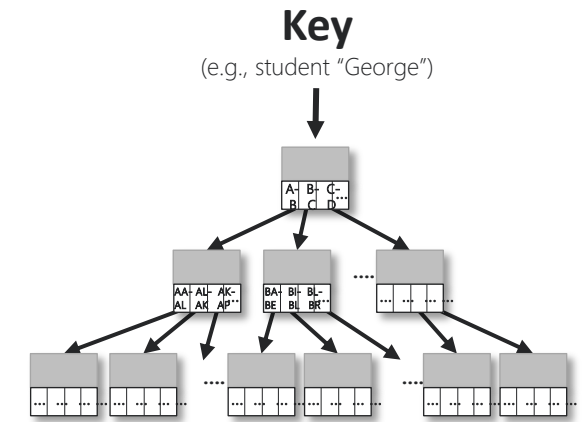 Key
(e.g., student “George”)
A- B- C-
B C D ...
....
AA- AL- AK-
AL AK AP ...
BA- BI- BL-
BE BL BR ...
... ... ... ...
.... ....
... ... ... ... ... ... ... ... ... ... ... ... ... ... ... ... ... ... ... ... ... ... ... ...